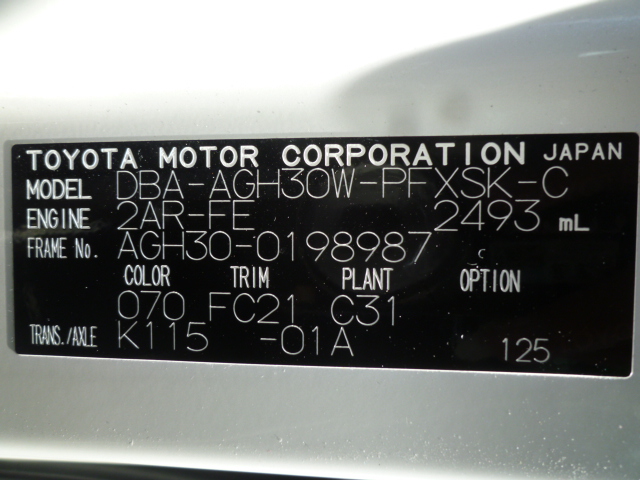 TOYOTA MOTOR CORPORATION JAPAN
MODEL DBA-AGH30W-PFXSK-C
ENGINE 2AR-FE 2493 mL
FRAME No. AGH30-0198987 c
COLOR TRIM PLANT OPTION
070 FC21 C31
TRANS./AXLE K115 -01A 125